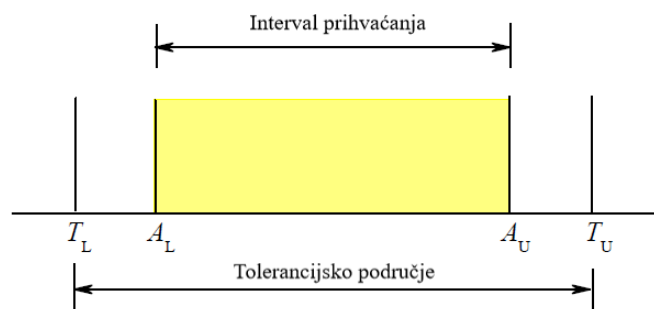 Interval prihvaćanja
T_L A_L A_U T_U
Tolerancijsko područje